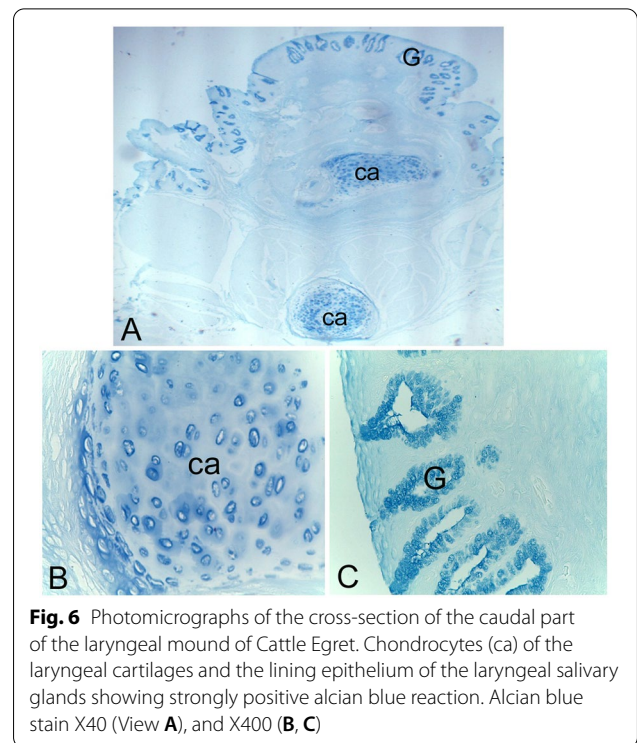 G
ca
ca
A
ca
B
G
C
Fig. 6 Photomicrographs of the cross-section of the caudal part
of the laryngeal mound of Cattle Egret. Chondrocytes (ca) of the
laryngeal cartilages and the lining epithelium of the laryngeal salivary
glands showing strongly positive alcian blue reaction. Alcian blue
stain X40 (View A), and X400 (B, C)